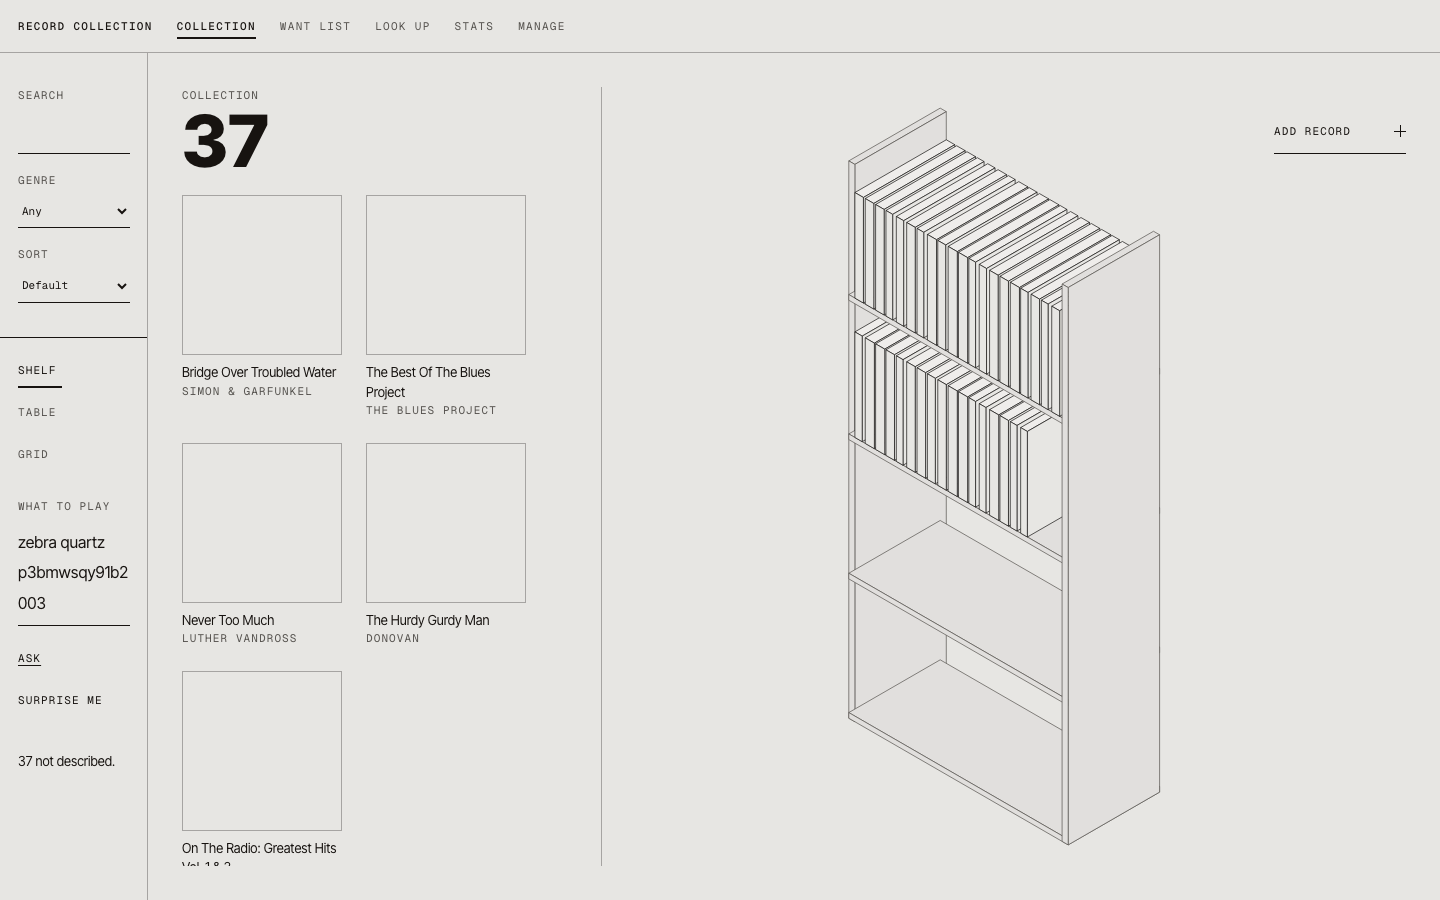 RECORD COLLECTION COLLECTION WANT LIST LOOK UP STATS MANAGE
SEARCH
GENRE
Any
SORT
Default
SHELF
TABLE
GRID
WHAT TO PLAY
zebra quartz
p3bmwsqy91b2
003
ASK
SURPRISE ME
37 not described.
COLLECTION
37
Bridge Over Troubled Water
SIMON & GARFUNKEL
The Best Of The Blues
Project
THE BLUES PROJECT
Never Too Much
LUTHER VANDROSS
The Hurdy Gurdy Man
DONOVAN
On The Radio: Greatest Hits
Vol. 1 & 2
ADD RECORD